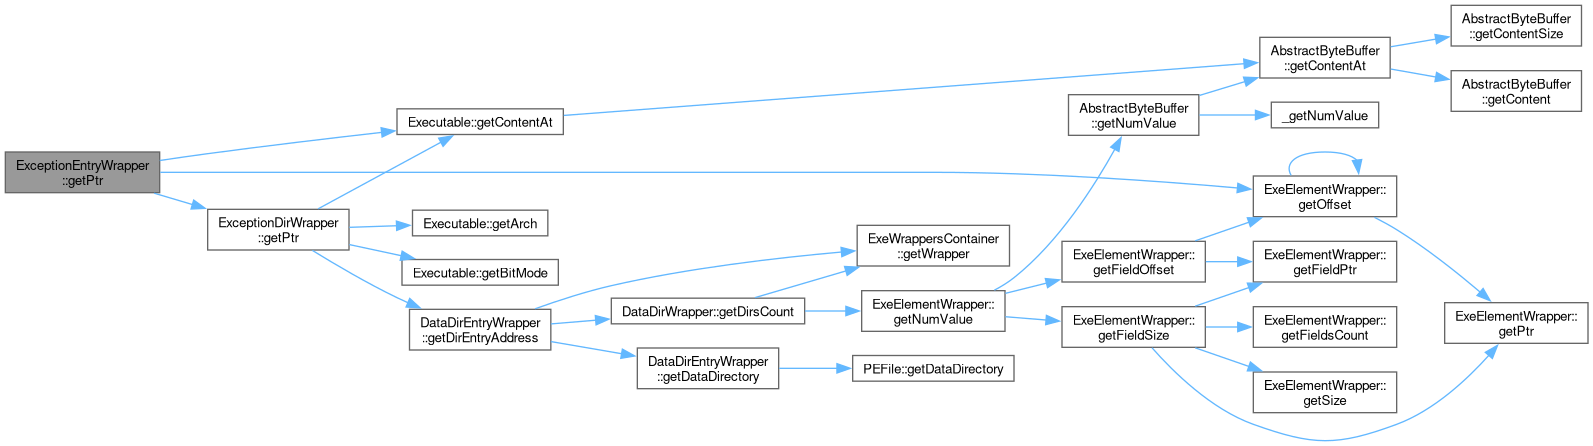 ExceptionEntryWrapper
::getPtr
Executable::getContentAt
ExceptionDirWrapper
::getPtr
Executable::getArch
Executable::getBitMode
DataDirEntryWrapper
::getDirEntryAddress
DataDirWrapper::getDirsCount
DataDirEntryWrapper
::getDataDirectory
ExeWrappersContainer
::getWrapper
ExeElementWrapper::
getNumValue
PEFile::getDataDirectory
AbstractByteBuffer
::getNumValue
ExeElementWrapper::
getFieldOffset
ExeElementWrapper::
getFieldSize
AbstractByteBuffer
::getContentAt
_getNumValue
ExeElementWrapper::
getOffset
ExeElementWrapper::
getFieldPtr
ExeElementWrapper::
getFieldsCount
ExeElementWrapper::
getSize
AbstractByteBuffer
::getContentSize
AbstractByteBuffer
::getContent
ExeElementWrapper::
getPtr